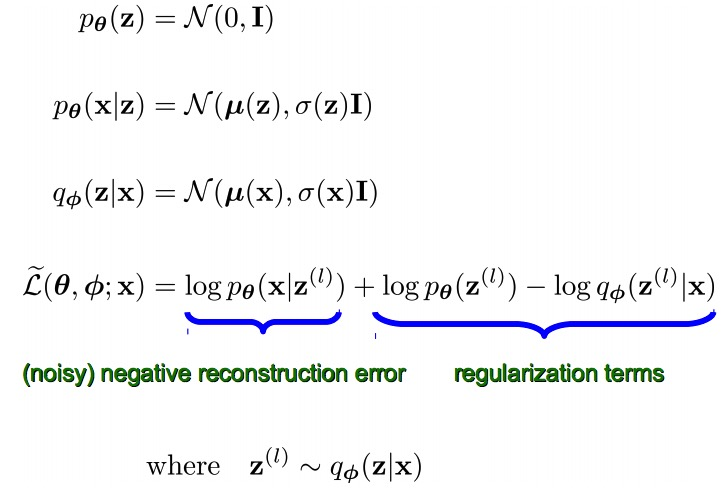 p_θ(z) = 𝒩(0, I)
p_θ(x|z) = 𝒩(μ(z), σ(z)I)
q_ϕ(z|x) = 𝒩(μ(x), σ(x)I)
ℒ̃(θ, ϕ; x) = log p_θ(x|z^(l)) + log p_θ(z^(l)) − log q_ϕ(z^(l)|x)
(noisy) negative reconstruction error regularization terms
where z^(l) ∼ q_ϕ(z|x)